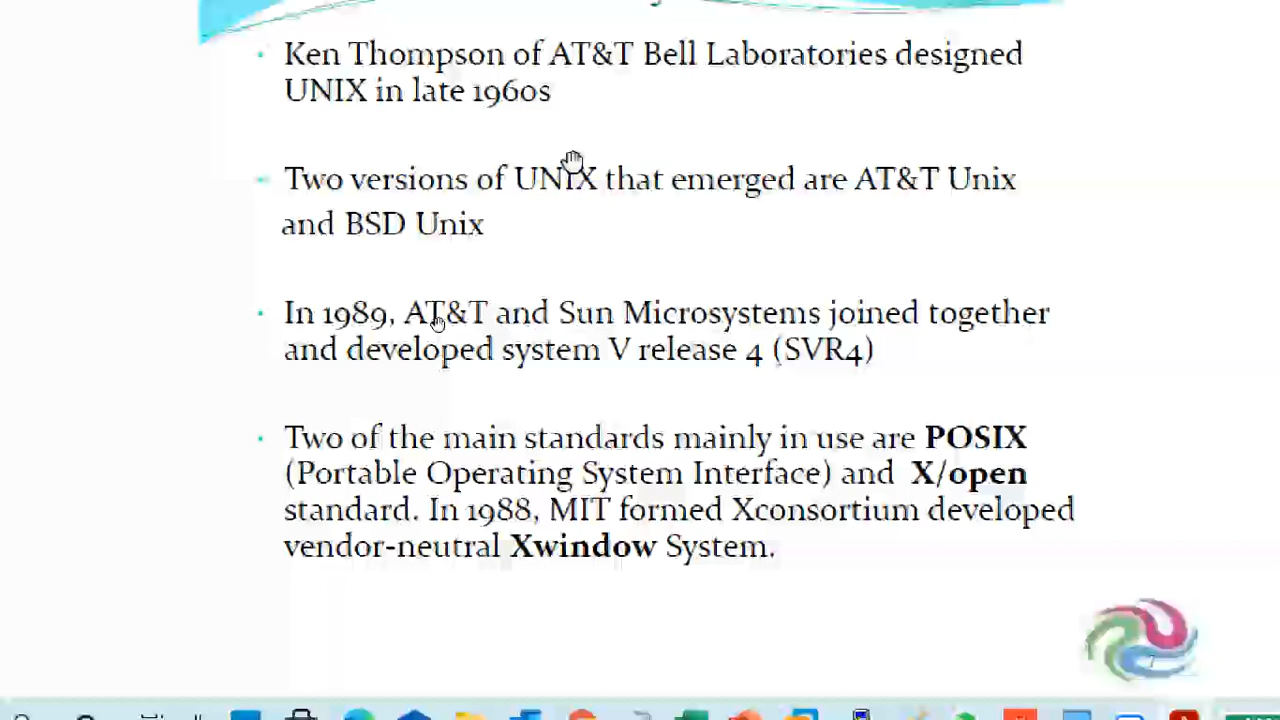 Ken Thompson of AT&T Bell Laboratories designed
UNIX in late 1960s
Two versions of UNIX that emerged are AT&T Unix
and BSD Unix
In 1989, AT&T and Sun Microsystems joined together
and developed system V release 4 (SVR4)
Two of the main standards mainly in use are POSIX
(Portable Operating System Interface) and X/open
standard. In 1988, MIT formed Xconsortium developed
vendor-neutral Xwindow System.
7